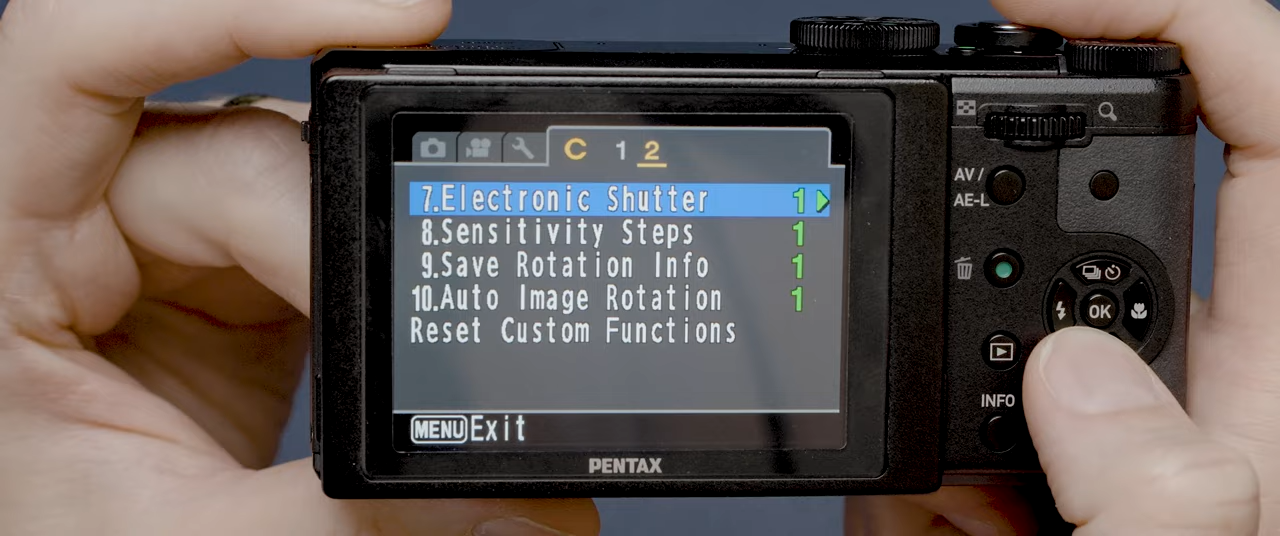 C 1 2
7.Electronic Shutter 1
8.Sensitivity Steps 1
9.Save Rotation Info 1
10.Auto Image Rotation 1
Reset Custom Functions
MENU Exit
PENTAX
AV/
AE-L
OK
INFO